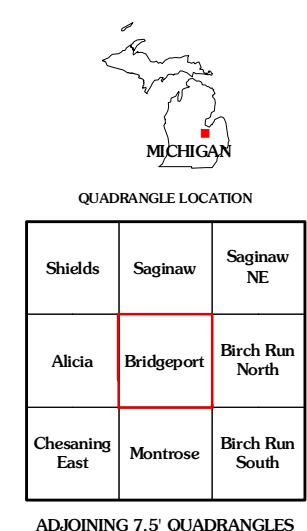 MICHIGAN
QUADRANGLE LOCATION
Shields
Saginaw
Saginaw
NE
Alicia
Bridgeport
Birch Run
North
Chesaning
East
Montrose
Birch Run
South
ADJOINING 7.5' QUADRANGLES